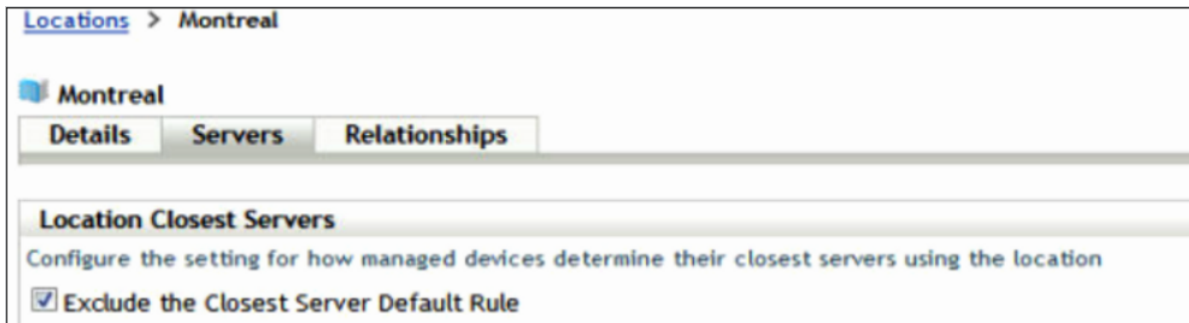 Locations > Montreal
Montreal
Details Servers Relationships
Location Closest Servers
Configure the setting for how managed devices determine their closest servers using the location
Exclude the Closest Server Default Rule